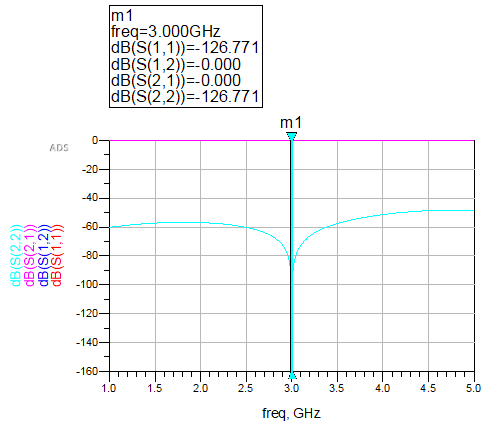 m1
freq=3.000GHz
dB(S(1,1))=-126.771
dB(S(1,2))=-0.000
dB(S(2,1))=-0.000
dB(S(2,2))=-126.771
m1
ADS
0
-20
-40
-60
-80
-100
-120
-140
-160
dB(S(2,2))
dB(S(2,1))
dB(S(1,2))
dB(S(1,1))
1.0 1.5 2.0 2.5 3.0 3.5 4.0 4.5 5.0
freq, GHz